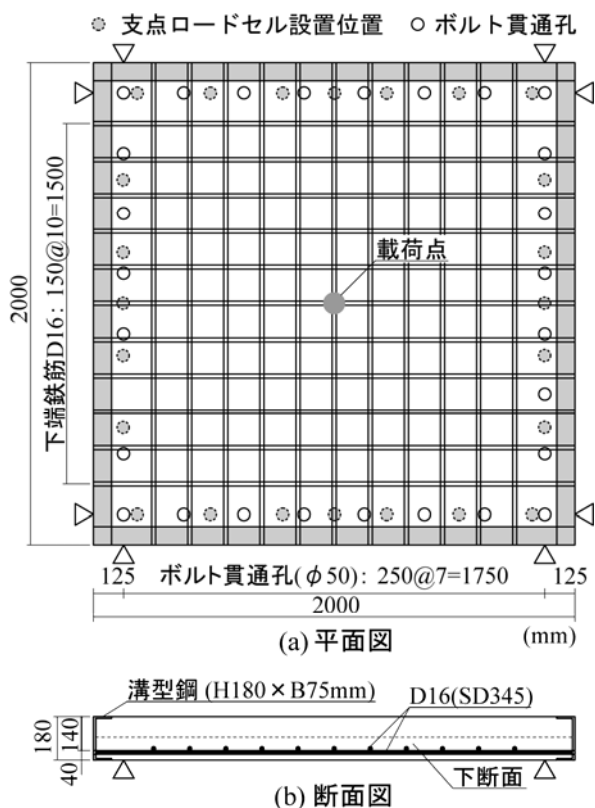 支点ロードセル設置位置 ボルト貫通孔
2000
下端鉄筋D16：150@10=1500
載荷点
125 ボルト貫通孔(φ50)：250@7=1750 125
2000
(a) 平面図 (mm)
溝型鋼 (H180×B75mm) D16(SD345)
180
140
40
下断面
(b) 断面図